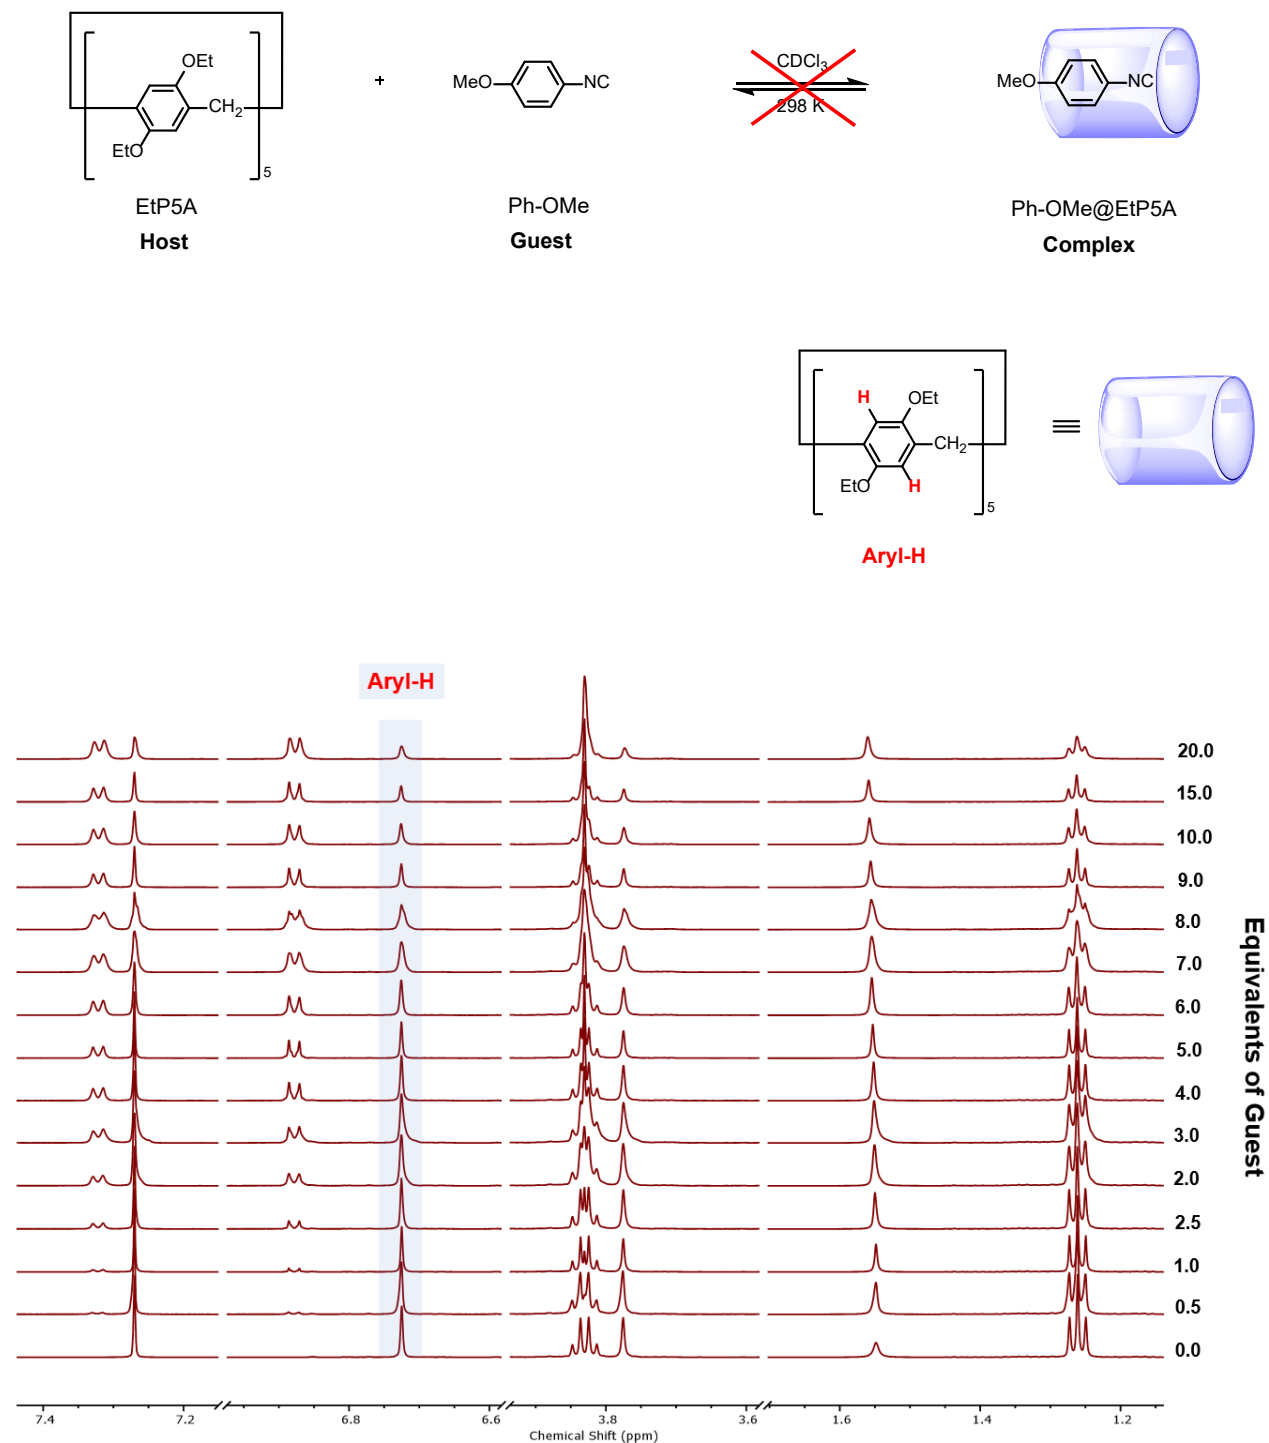 OEt
CH2
EtO
5
EtP5A
Host
+
MeO
NC
Ph-OMe
Guest
CDCl3
298 K
MeO
NC
Ph-OMe@EtP5A
Complex
H
OEt
CH2
EtO
H
5
Aryl-H
Aryl-H
20.0
15.0
10.0
9.0
8.0
7.0
6.0
5.0
4.0
3.0
2.0
2.5
1.0
0.5
0.0
Equivalents of Guest
7.4 7.2 6.8 6.6 3.8 3.6 1.6 1.4 1.2
Chemical Shift (ppm)